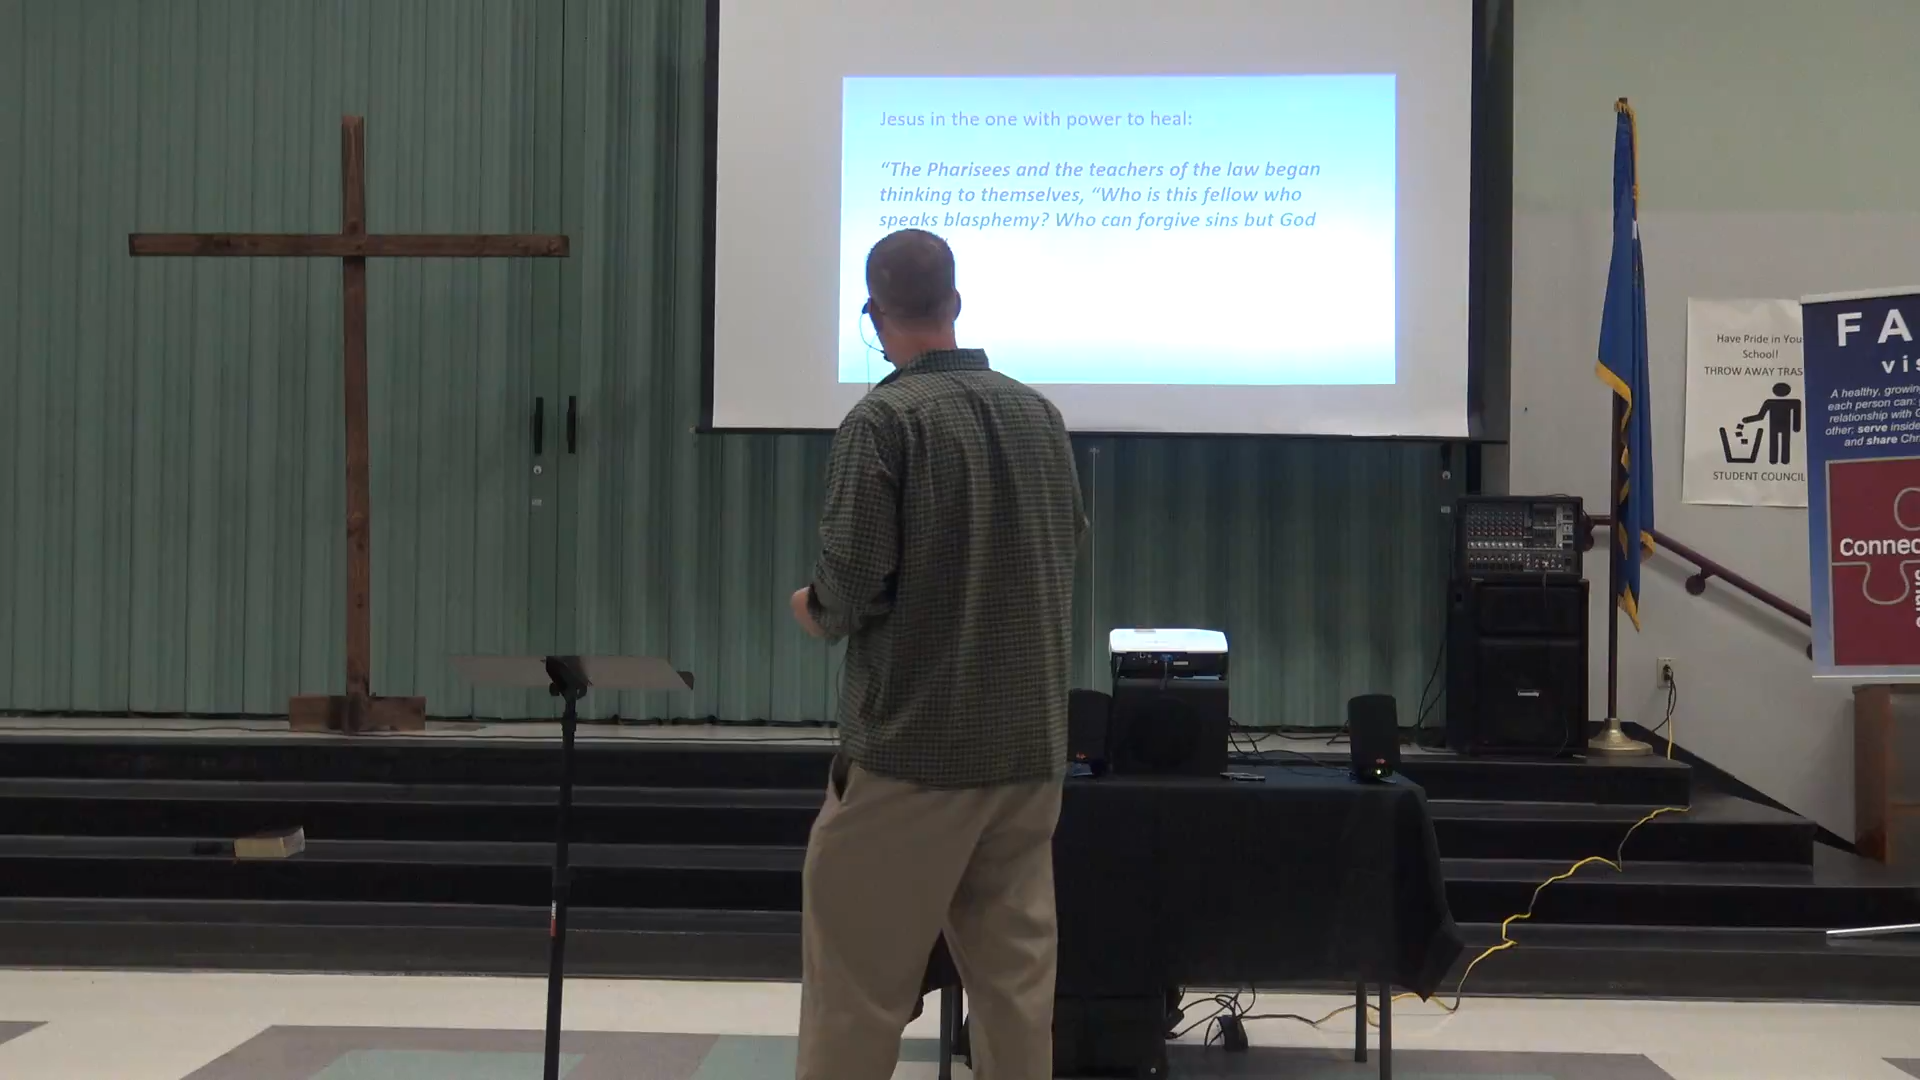 Jesus in the one with power to heal:
“The Pharisees and the teachers of the law began
thinking to themselves, “Who is this fellow who
speaks blasphemy? Who can forgive sins but God
Have Pride in You
School!
THROW AWAY TRAS
STUDENT COUNCIL
F A
vis
A healthy, growing
each person can:
relationship with G
other; serve inside
and share Chr
Connec